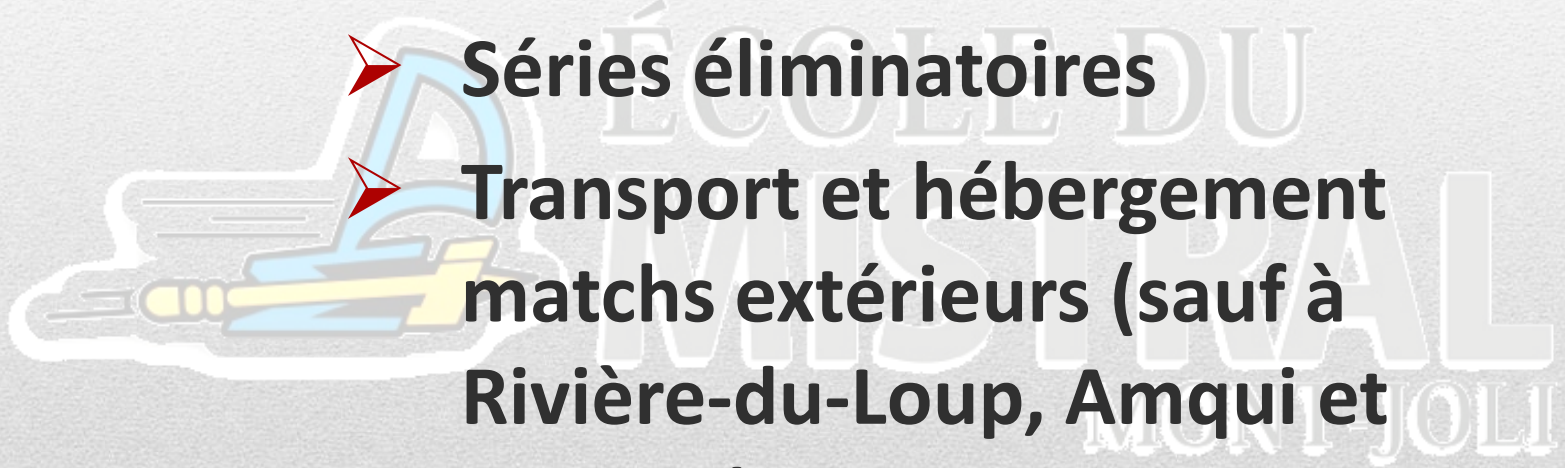 ÉCOLE DU
Séries éliminatoires
Transport et hébergement
matchs extérieurs (sauf à
Rivière-du-Loup, Amqui et
MISTRAL
MONT-JOLI